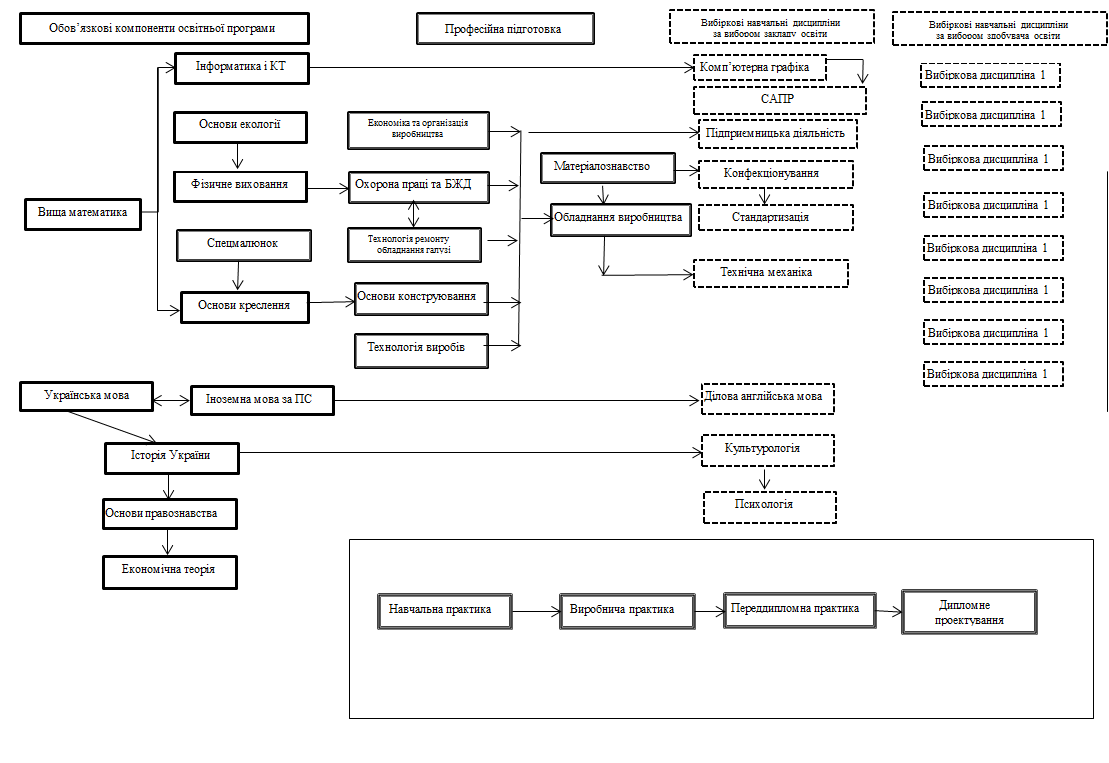 Обов’язкові компоненти освітньої програми
Професійна підготовка
Вибіркові навчальні дисципліни
за вибором закладу освіти
Вибіркові навчальні дисципліни
за вибором здобувача освіти
Інформатика і КТ
Комп’ютерна графіка
Вибіркова дисципліна 1
САПР
Вибіркова дисципліна 1
Основи екології
Економіка та організація
виробництва
Підприємницька діяльність
Вибіркова дисципліна 1
Матеріалознавство
Конфекціонування
Фізичне виховання
Охорона праці та БЖД
Вибіркова дисципліна 1
Вища математика
Обладнання виробництва
Стандартизація
Спецмалюнок
Технологія ремонту
обладнання галузі
Вибіркова дисципліна 1
Технічна механіка
Вибіркова дисципліна 1
Основи креслення
Основи конструювання
Вибіркова дисципліна 1
Технологія виробів
Вибіркова дисципліна 1
Українська мова
Іноземна мова за ПС
Ділова англійська мова
Історія України
Культурологія
Основи правознавства
Психологія
Економічна теорія
Навчальна практика
Виробнича практика
Переддипломна практика
Дипломне
проектування